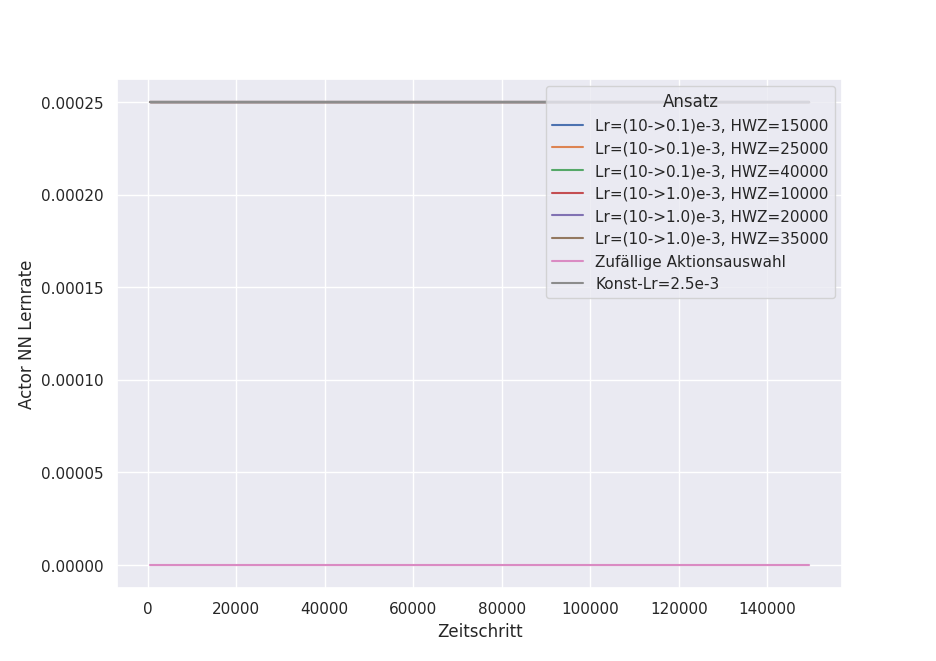 Ansatz
Lr=(10->0.1)e-3, HWZ=15000
Lr=(10->0.1)e-3, HWZ=25000
Lr=(10->0.1)e-3, HWZ=40000
Lr=(10->1.0)e-3, HWZ=10000
Lr=(10->1.0)e-3, HWZ=20000
Lr=(10->1.0)e-3, HWZ=35000
Zufällige Aktionsauswahl
Konst-Lr=2.5e-3
Actor NN Lernrate
0.00025
0.00020
0.00015
0.00010
0.00005
0.00000
0 20000 40000 60000 80000 100000 120000 140000
Zeitschritt